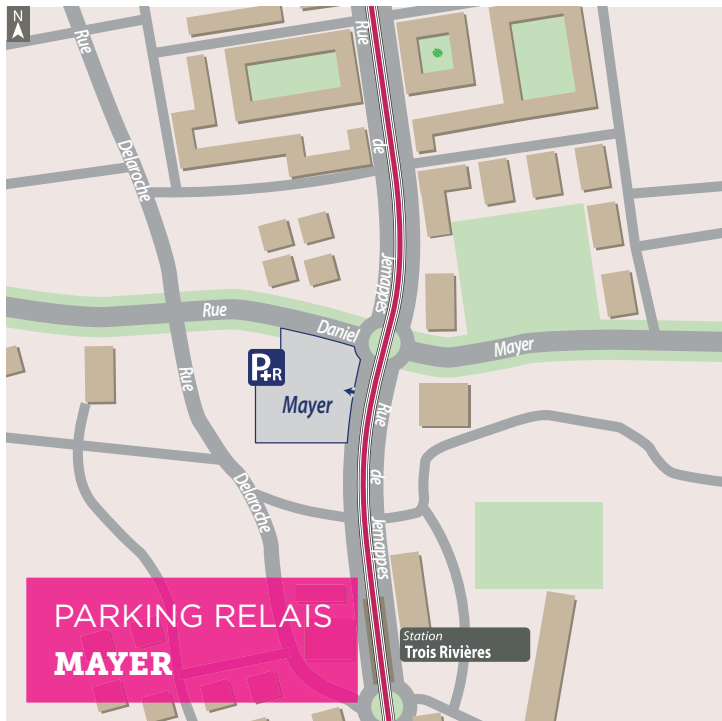 N
Rue
Delaroche
Rue
de
Jemappes
Rue
Daniel
Mayer
P+R
Mayer
Rue
Delaroche
Rue
de
Jemappes
PARKING RELAIS
MAYER
Station
Trois Rivières